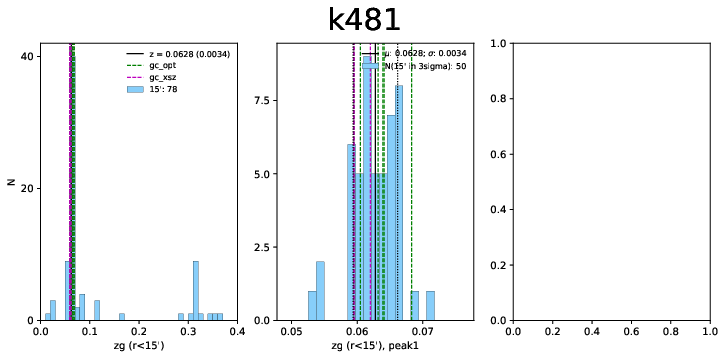 k481
z = 0.0628 (0.0034)
gc_opt
gc_xsz
15': 78
40
20
0
N
0.0 0.1 0.2 0.3 0.4
zg (r<15')
μ: 0.0628; σ: 0.0034
N(15' in 3sigma): 50
7.5
5.0
2.5
0.0
0.05 0.06 0.07
zg (r<15'), peak1
1.0
0.8
0.6
0.4
0.2
0.0
0.0 0.2 0.4 0.6 0.8 1.0